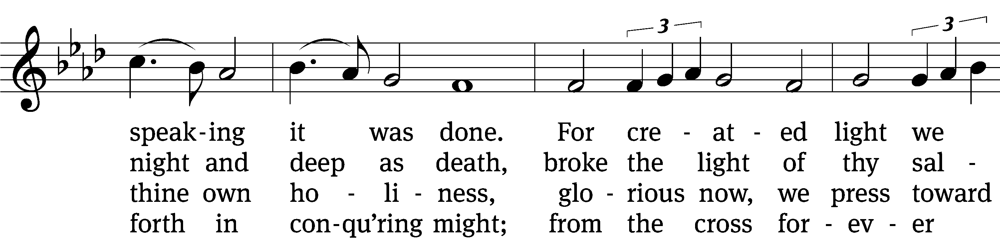 3 3
speak-ing it was done. For cre - at - ed light we
night and deep as death, broke the light of thy sal -
thine own ho - li - ness, glo - rious now, we press toward
forth in con-qu’ring might; from the cross for - ev - er